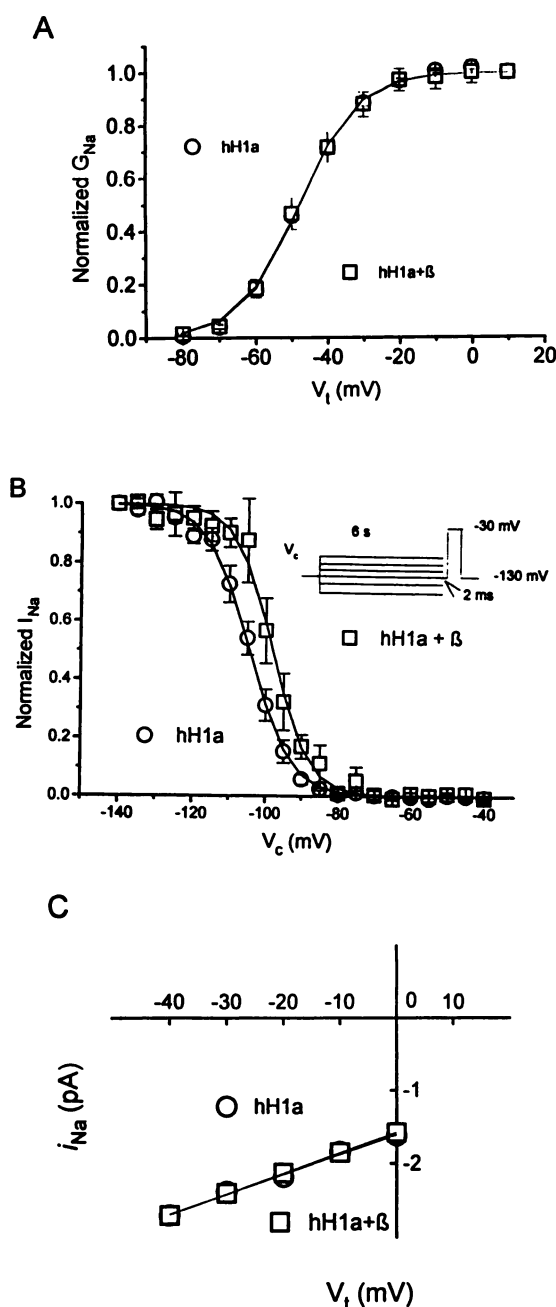 A
Normalized G_Na
1.0
0.8
0.6
0.4
0.2
0.0
hH1a
hH1a+ß
-80
-60
-40
-20
0
20
V_t (mV)
B
Normalized I_Na
1.0
0.8
0.6
0.4
0.2
0.0
6 s
V_c
-30 mV
-130 mV
2 ms
hH1a + ß
hH1a
-140
-120
-100
-80
-60
-40
V_c (mV)
C
-40
-30
-20
-10
0
10
i_Na (pA)
-1
-2
hH1a
hH1a+ß
V_t (mV)